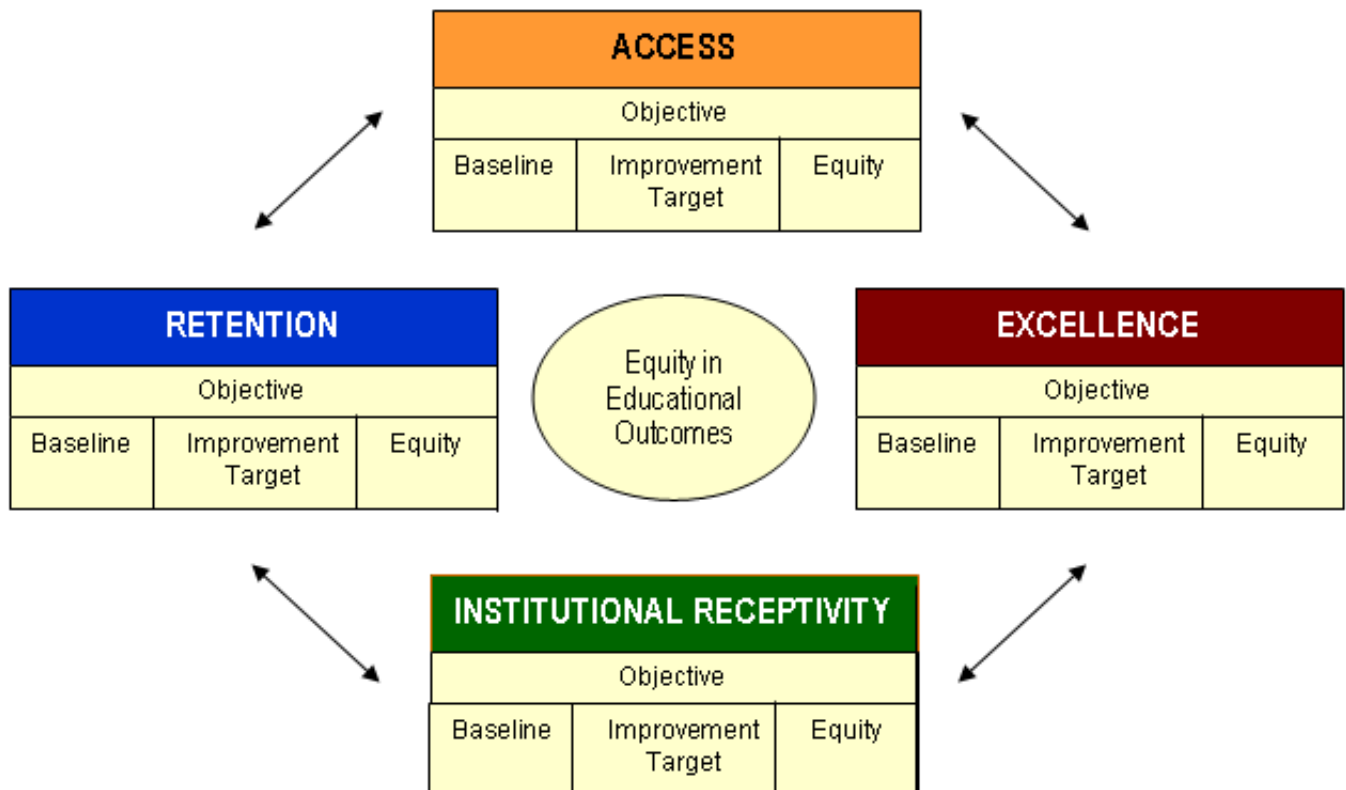 ACCESS
Objective
Baseline
Improvement
Target
Equity
RETENTION
Objective
Baseline
Improvement
Target
Equity
Equity in
Educational
Outcomes
EXCELLENCE
Objective
Baseline
Improvement
Target
Equity
INSTITUTIONAL RECEPTIVITY
Objective
Baseline
Improvement
Target
Equity